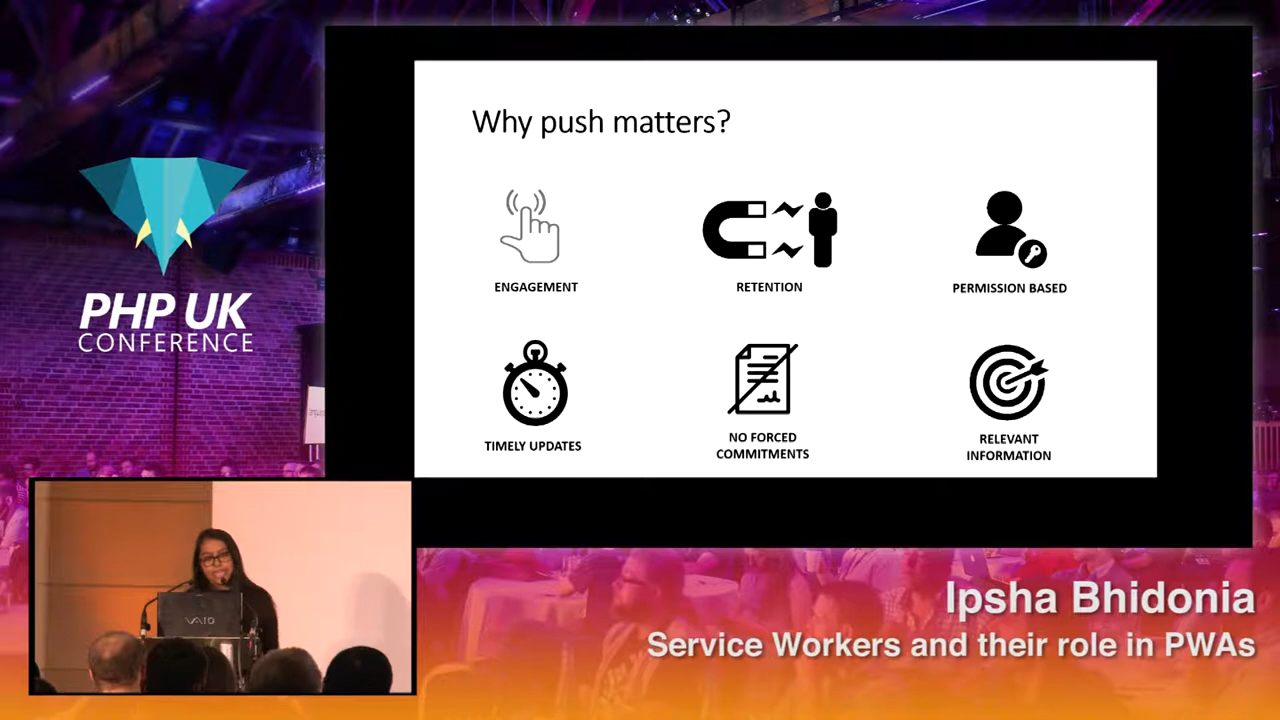 Why push matters?
ENGAGEMENT
RETENTION
PERMISSION BASED
TIMELY UPDATES
NO FORCED
COMMITMENTS
RELEVANT
INFORMATION
PHP UK
CONFERENCE
VAIO
Ipsha Bhidonia
Service Workers and their role in PWAs